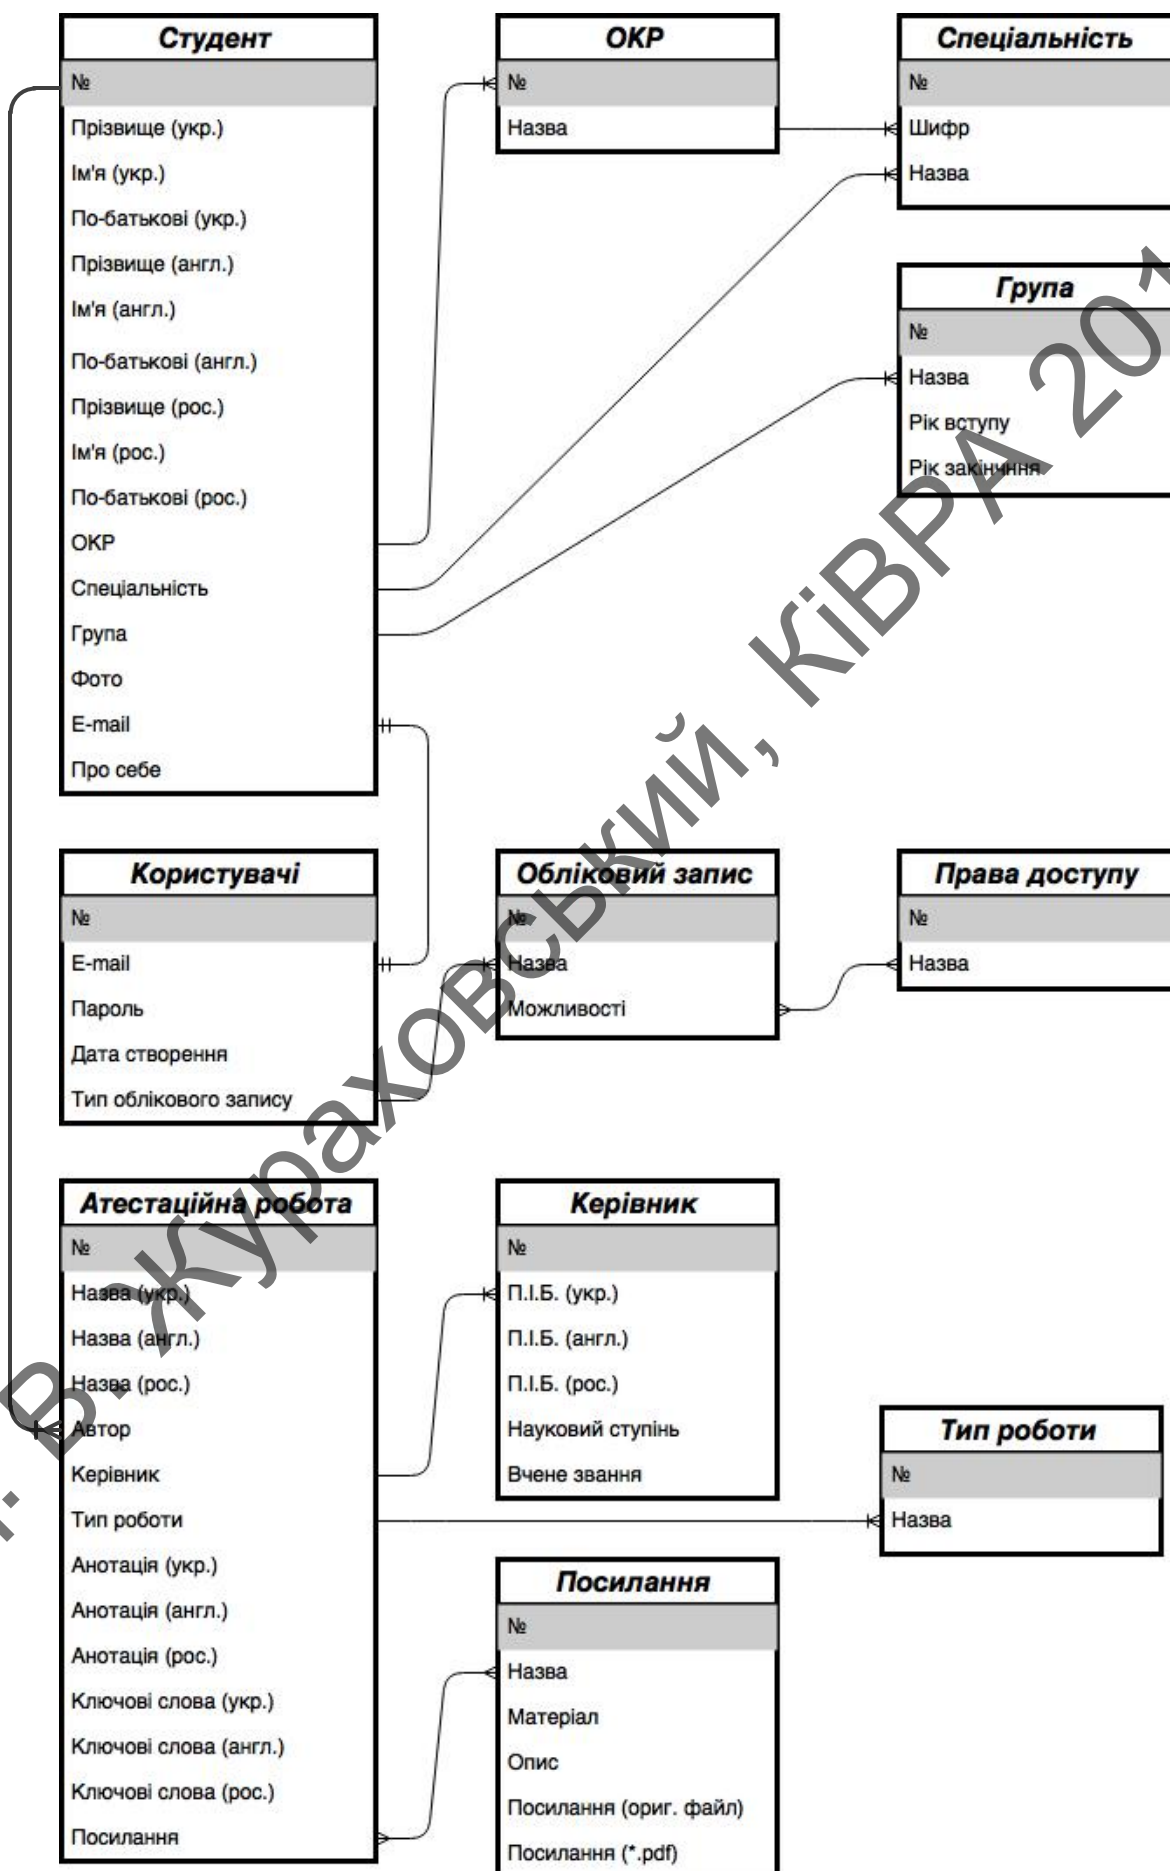 Студент
№
Прізвище (укр.)
Ім'я (укр.)
По-батькові (укр.)
Прізвище (англ.)
Ім'я (англ.)
По-батькові (англ.)
Прізвище (рос.)
Ім'я (рос.)
По-батькові (рос.)
ОКР
Спеціальність
Група
Фото
E-mail
Про себе
ОКР
№
Назва
Спеціальність
№
Шифр
Назва
Група
№
Назва
Рік вступу
Рік закінчння
Користувачі
№
E-mail
Пароль
Дата створення
Тип облікового запису
Обліковий запис
№
Назва
Можливості
Права доступу
№
Назва
Атестаційна робота
№
Назва (укр.)
Назва (англ.)
Назва (рос.)
Автор
Керівник
Тип роботи
Анотація (укр.)
Анотація (англ.)
Анотація (рос.)
Ключові слова (укр.)
Ключові слова (англ.)
Ключові слова (рос.)
Посилання
Керівник
№
П.І.Б. (укр.)
П.І.Б. (англ.)
П.І.Б. (рос.)
Науковий ступінь
Вчене звання
Тип роботи
№
Назва
Посилання
№
Назва
Матеріал
Опис
Посилання (ориг. файл)
Посилання (*.pdf)
В. Жураховський, КіВРА 201